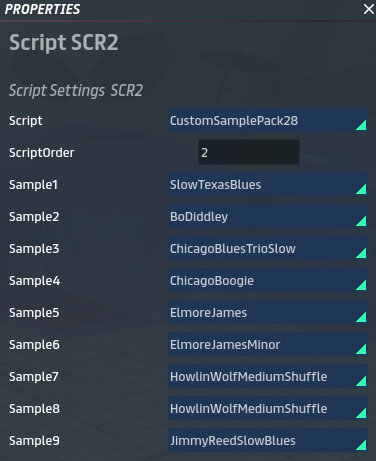 PROPERTIES
Script SCR2
Script Settings SCR2
Script CustomSamplePack28
ScriptOrder 2
Sample1 SlowTexasBlues
Sample2 BoDiddley
Sample3 ChicagoBluesTrioSlow
Sample4 ChicagoBoogie
Sample5 ElmoreJames
Sample6 ElmoreJamesMinor
Sample7 HowlinWolfMediumShuffle
Sample8 HowlinWolfMediumShuffle
Sample9 JimmyReedSlowBlues